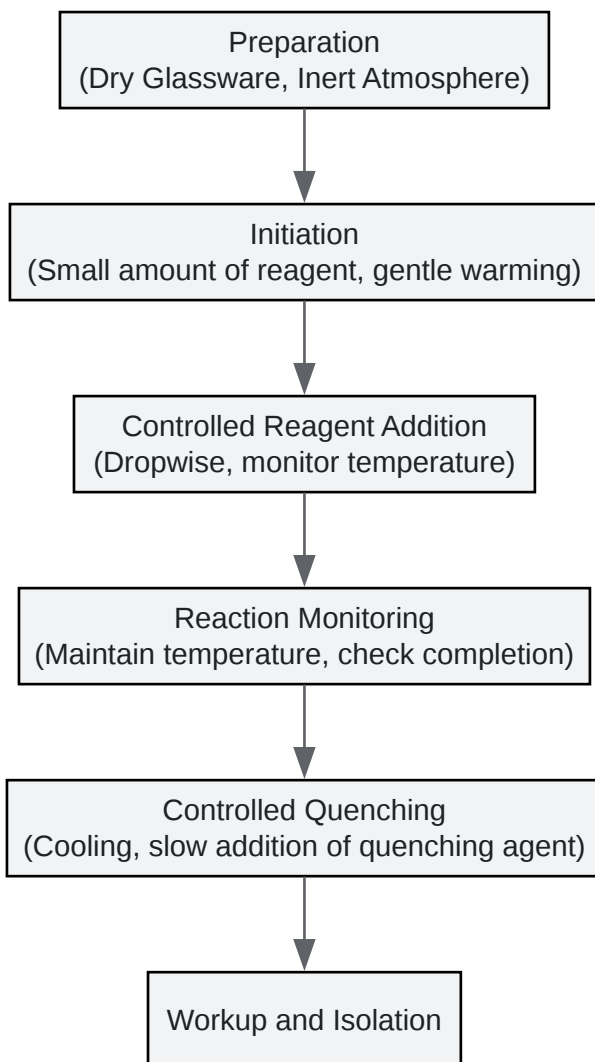 Preparation
(Dry Glassware, Inert Atmosphere)
Initiation
(Small amount of reagent, gentle warming)
Controlled Reagent Addition
(Dropwise, monitor temperature)
Reaction Monitoring
(Maintain temperature, check completion)
Controlled Quenching
(Cooling, slow addition of quenching agent)
Workup and Isolation